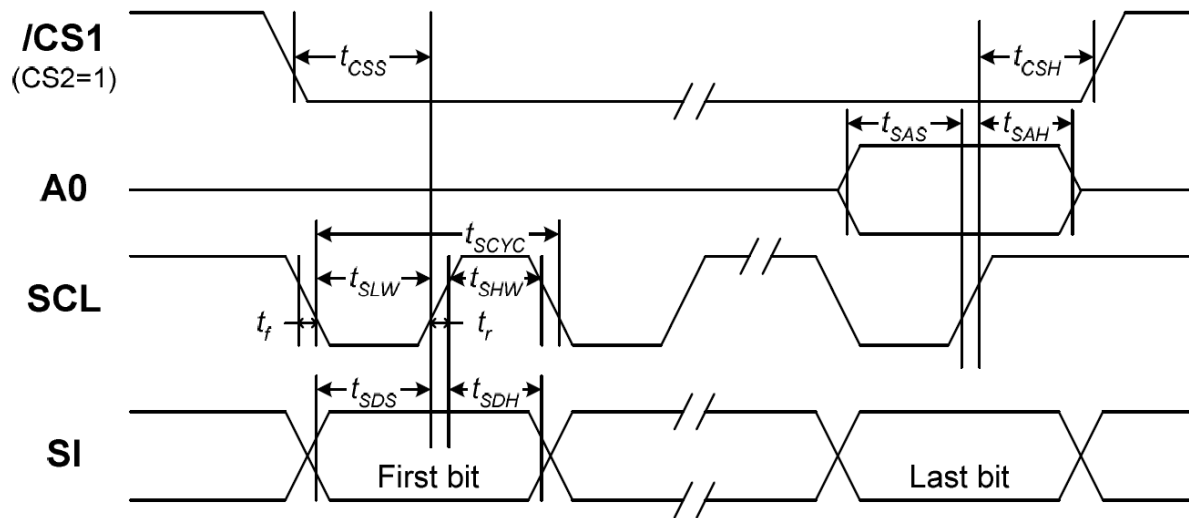 /CS1
(CS2=1)
tCSS
tCSH
tSAS
tSAH
A0
tSCYC
SCL
tSLW
tSHW
tf
tr
tSDS
tSDH
SI
First bit
Last bit